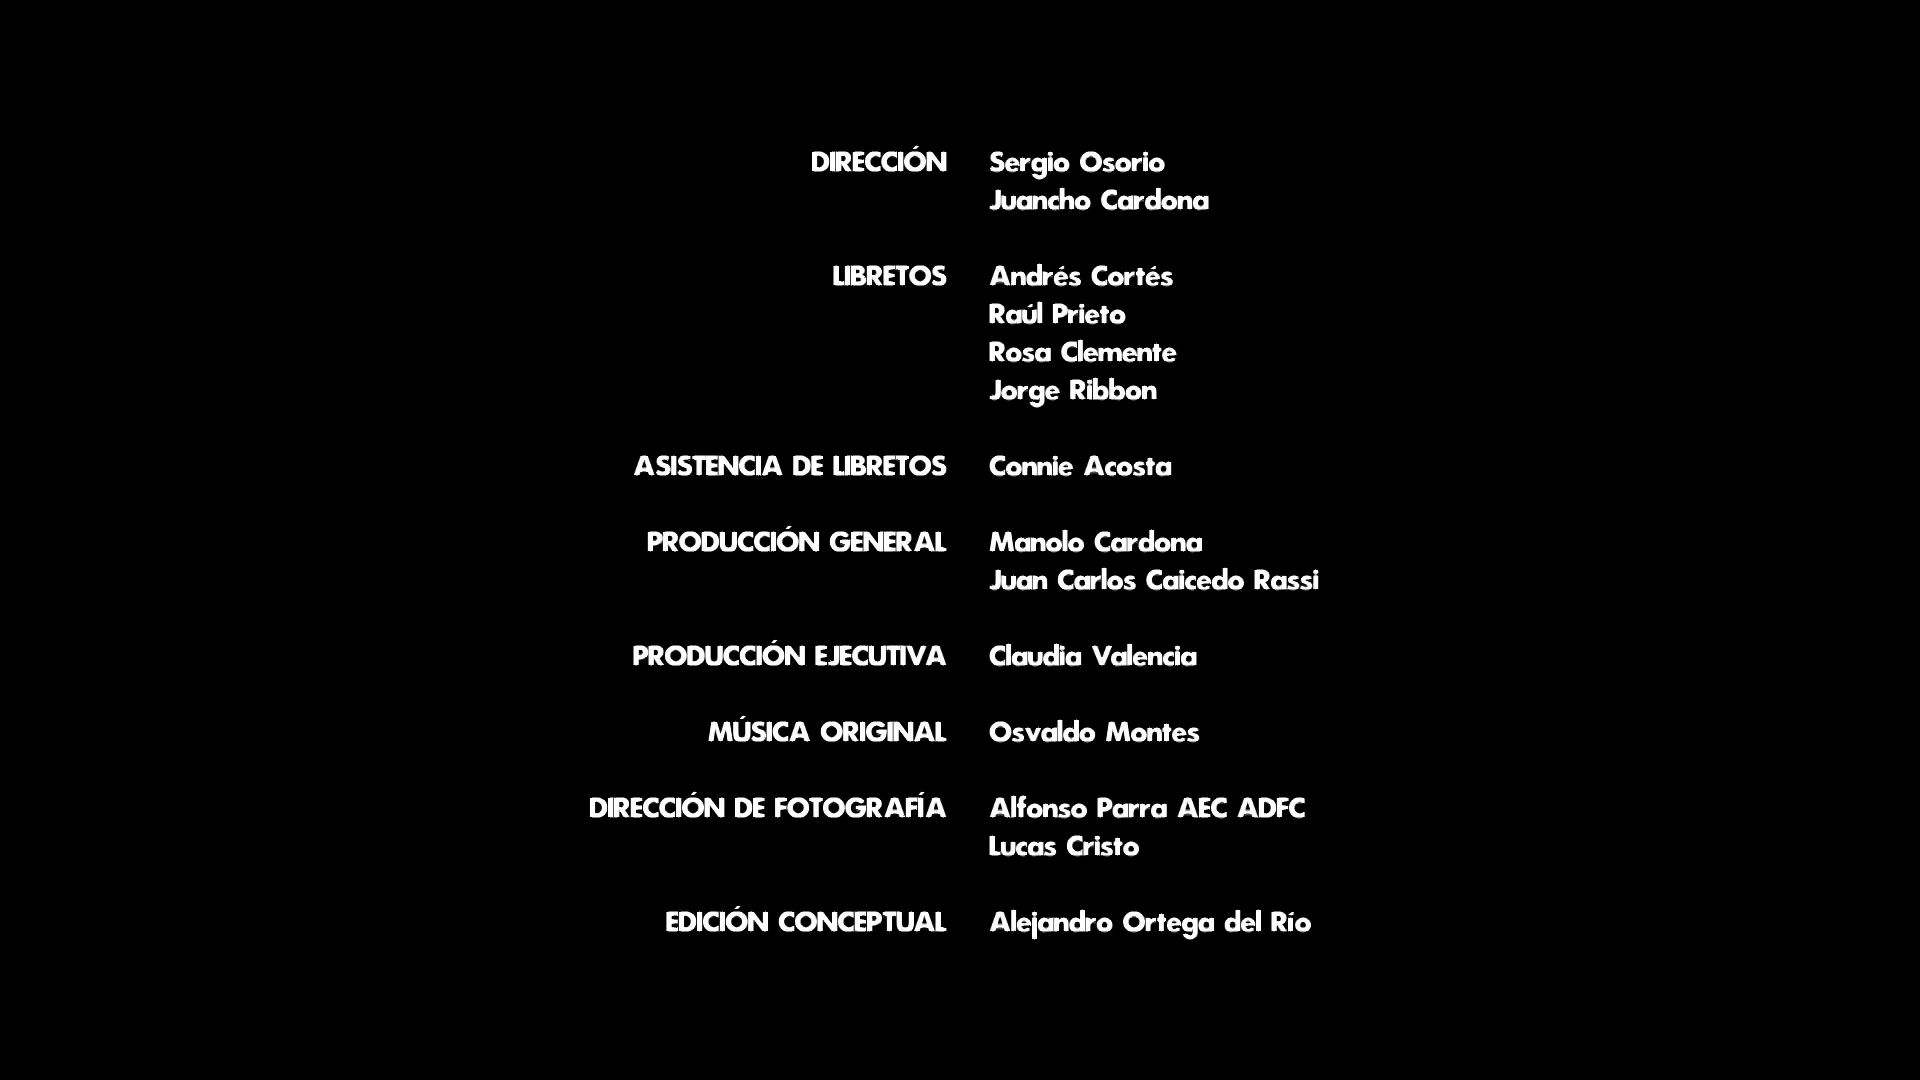 DIRECCIÓN Sergio Osorio
Juancho Cardona
LIBRETOS Andrés Cortés
Raúl Prieto
Rosa Clemente
Jorge Ribbon
ASISTENCIA DE LIBRETOS Connie Acosta
PRODUCCIÓN GENERAL Manolo Cardona
Juan Carlos Caicedo Rassi
PRODUCCIÓN EJECUTIVA Claudia Valencia
MÚSICA ORIGINAL Osvaldo Montes
DIRECCIÓN DE FOTOGRAFÍA Alfonso Parra AEC ADFC
Lucas Cristo
EDICIÓN CONCEPTUAL Alejandro Ortega del Río